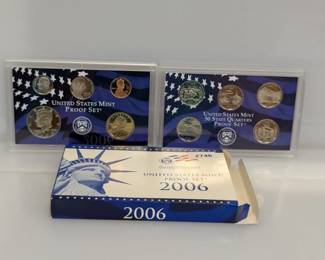 UNITED STATES MINT
PROOF SET
UNITED STATES MINT
50 STATE QUARTERS
PROOF SET
UNITED STATES MINT
PROOF SET
2006
2006